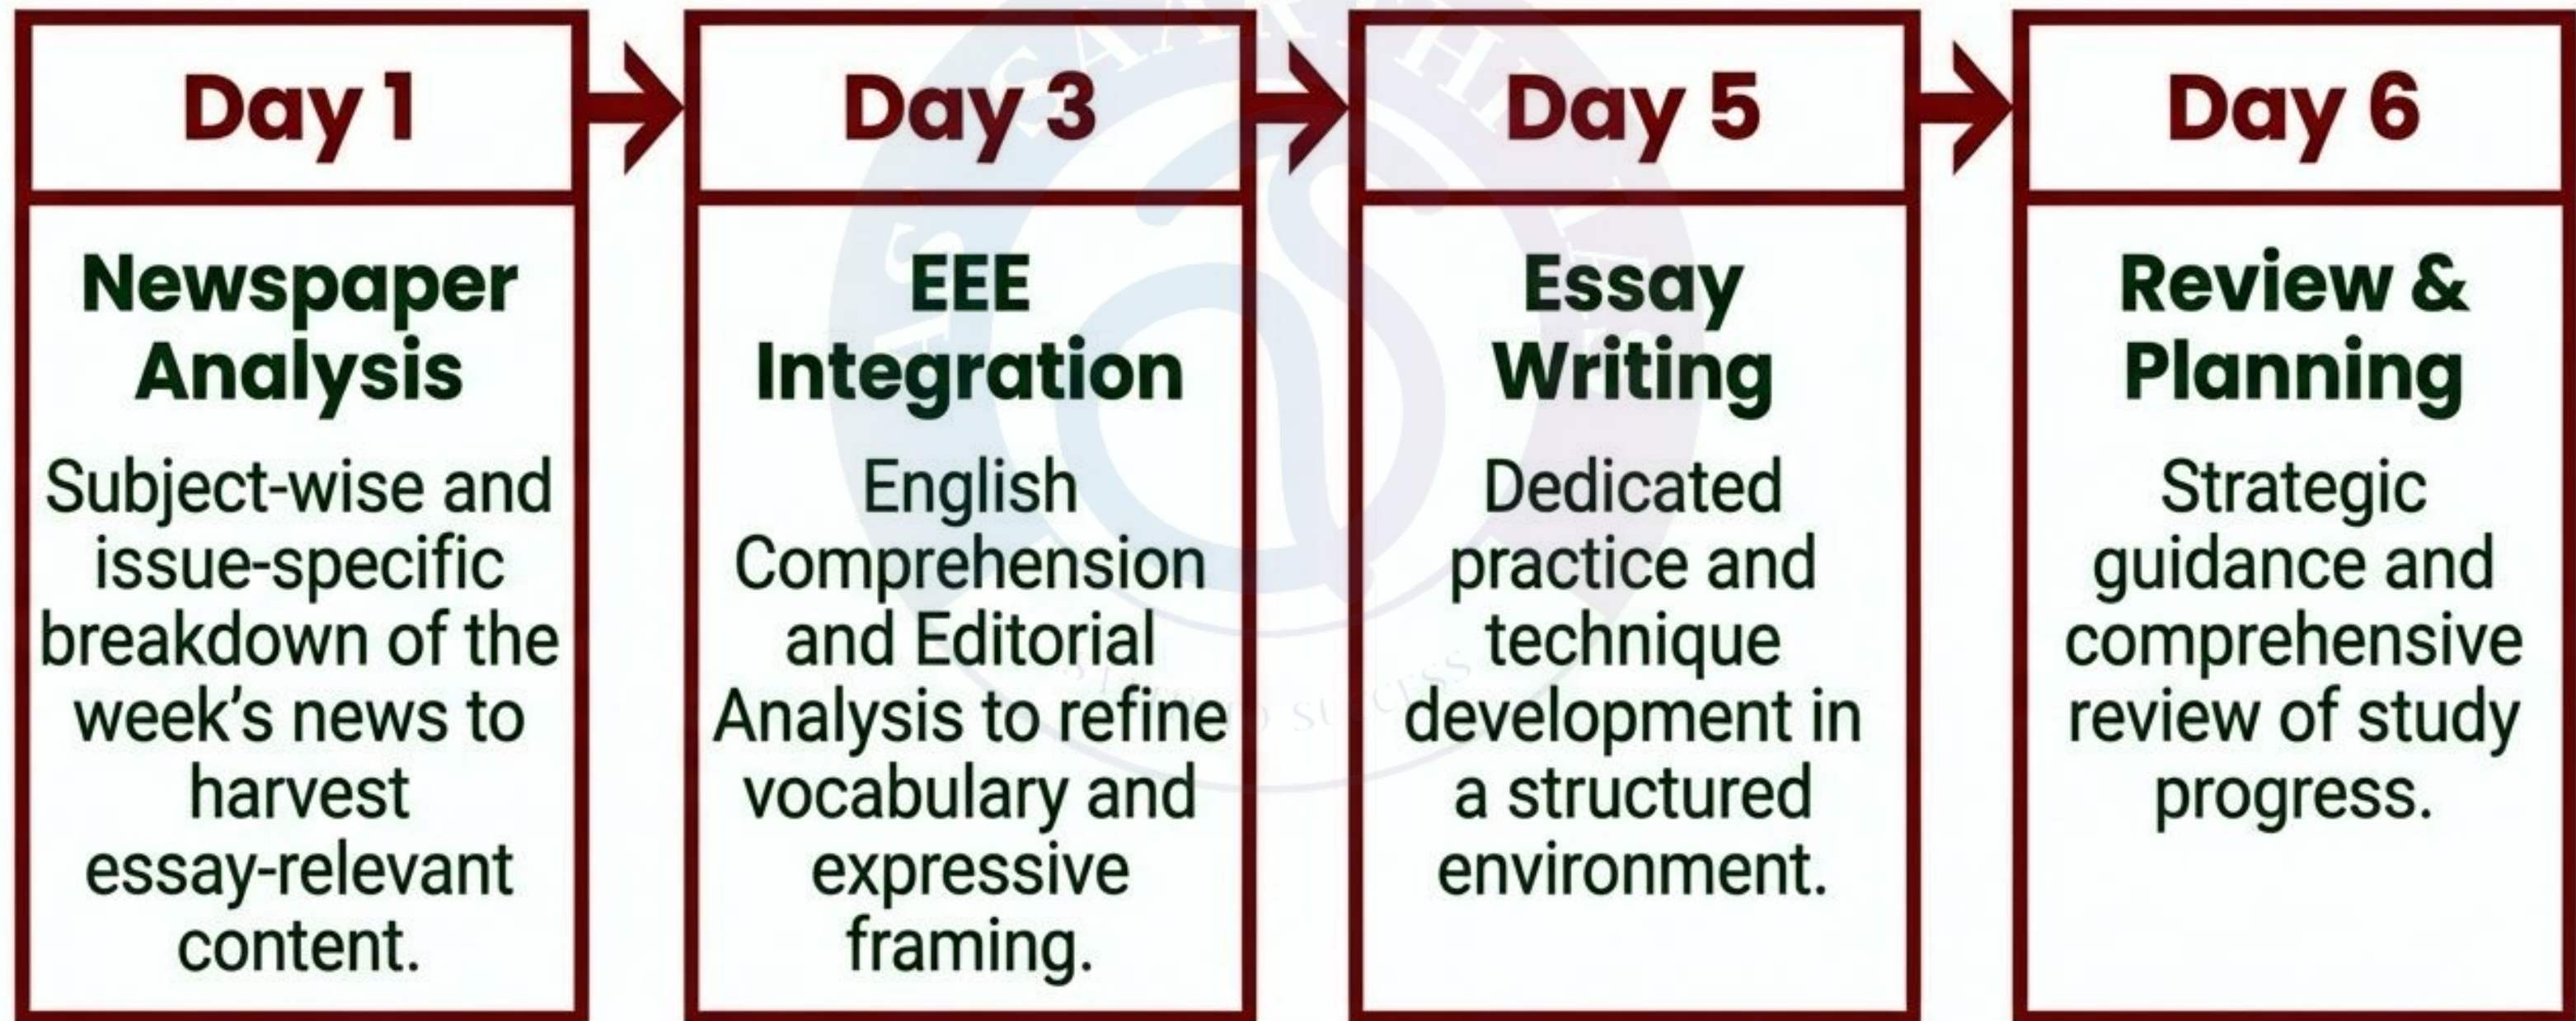 Day 1
Newspaper
Analysis
Subject-wise and
issue-specific
breakdown of the
week’s news to
harvest
essay-relevant
content.
Day 3
EEE
Integration
English
Comprehension
and Editorial
Analysis to refine
vocabulary and
expressive
framing.
Day 5
Essay
Writing
Dedicated
practice and
technique
development in
a structured
environment.
Day 6
Review &
Planning
Strategic
guidance and
comprehensive
review of study
progress.